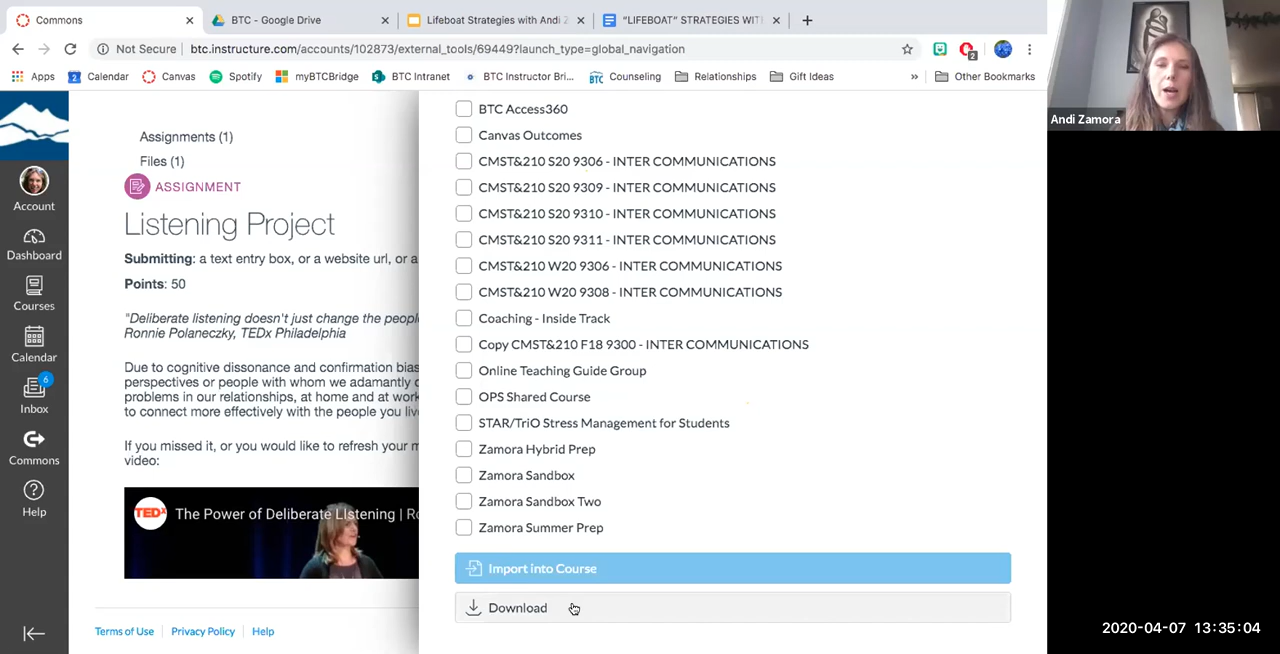 Commons
BTC - Google Drive
Lifeboat Strategies with Andi Z
"LIFEBOAT" STRATEGIES WIT
Not Secure
btc.instructure.com/accounts/102873/external_tools/69449?launch_type=global_navigation
2
Apps
2
Calendar
Canvas
Spotify
myBTCBridge
BTC Intranet
BTC Instructor Bri...
BTC
Counseling
Relationships
Gift Ideas
»
Other Bookmarks
Andi Zamora
Account
Dashboard
Courses
Calendar
6
Inbox
Commons
Help
Assignments (1)
Files (1)
ASSIGNMENT
Listening Project
Submitting: a text entry box, or a website url, or a
Points: 50
"Deliberate listening doesn't just change the peopl
Ronnie Polaneczky, TEDx Philadelphia
Due to cognitive dissonance and confirmation bias
perspectives or people with whom we adamantly d
problems in our relationships, at home and at work
to connect more effectively with the people you liv
If you missed it, or you would like to refresh your m
video:
TEDx
The Power of Deliberate LIstening | Ro
Terms of Use
Privacy Policy
Help
BTC Access360
Canvas Outcomes
CMST&210 S20 9306 - INTER COMMUNICATIONS
CMST&210 S20 9309 - INTER COMMUNICATIONS
CMST&210 S20 9310 - INTER COMMUNICATIONS
CMST&210 S20 9311 - INTER COMMUNICATIONS
CMST&210 W20 9306 - INTER COMMUNICATIONS
CMST&210 W20 9308 - INTER COMMUNICATIONS
Coaching - Inside Track
Copy CMST&210 F18 9300 - INTER COMMUNICATIONS
Online Teaching Guide Group
OPS Shared Course
STAR/TriO Stress Management for Students
Zamora Hybrid Prep
Zamora Sandbox
Zamora Sandbox Two
Zamora Summer Prep
Import into Course
Download
2020-04-07 13:35:04